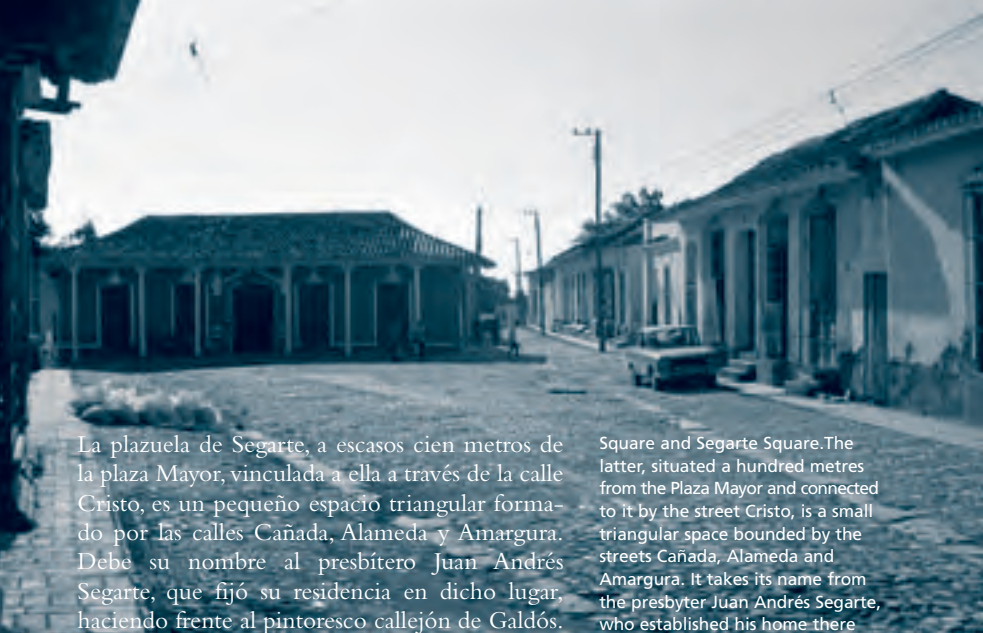 La plazuela de Segarte, a escasos cien metros de
la plaza Mayor, vinculada a ella a través de la calle
Cristo, es un pequeño espacio triangular forma-
do por las calles Cañada, Alameda y Amargura.
Debe su nombre al presbítero Juan Andrés
Segarte, que fijó su residencia en dicho lugar,
haciendo frente al pintoresco callejón de Galdós.
Square and Segarte Square.The
latter, situated a hundred metres
from the Plaza Mayor and connected
to it by the street Cristo, is a small
triangular space bounded by the
streets Cañada, Alameda and
Amargura. It takes its name from
the presbyter Juan Andrés Segarte,
who established his home there